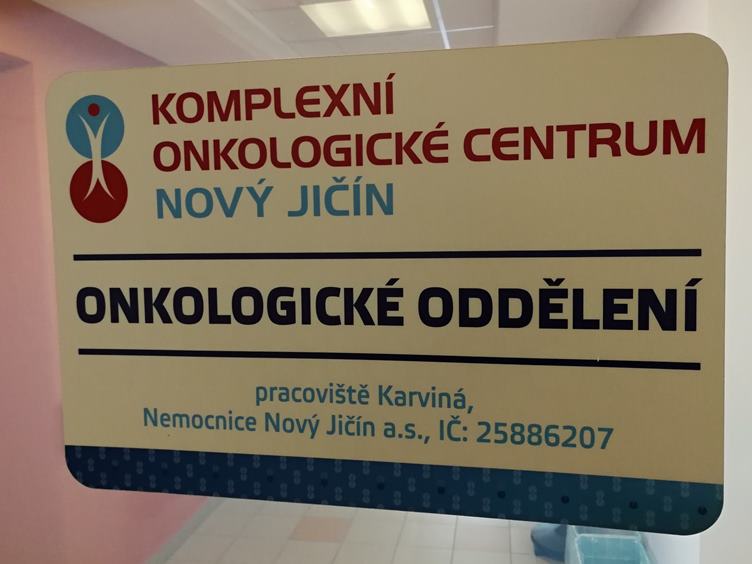 KOMPLEXNÍ
ONKOLOGICKÉ CENTRUM
NOVÝ JIČÍN
ONKOLOGICKÉ ODDĚLENÍ
pracoviště Karviná,
Nemocnice Nový Jičín a.s., IČ: 25886207